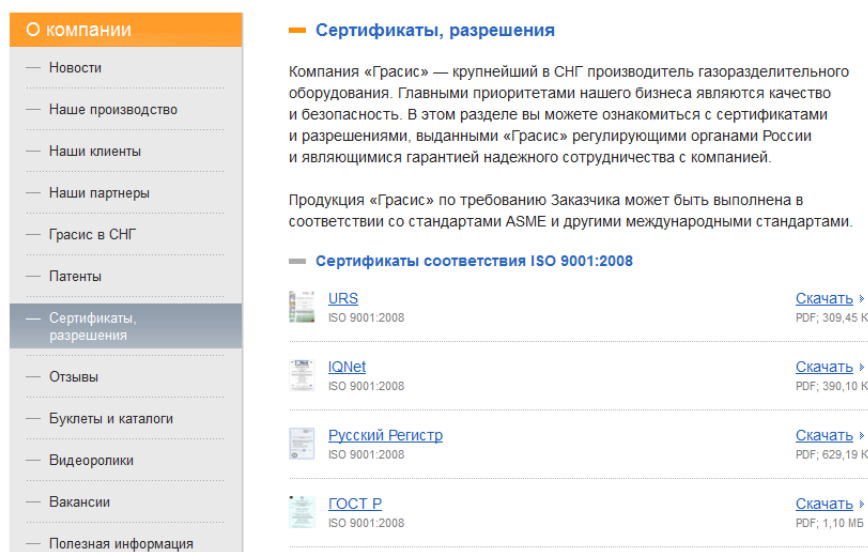 О компании
— Новости
— Наше производство
— Наши клиенты
— Наши партнеры
— Грасис в СНГ
— Патенты
— Сертификаты,
разрешения
— Отзывы
— Буклеты и каталоги
— Видеоролики
— Вакансии
— Полезная информация
Сертификаты, разрешения
Компания «Грасис» — крупнейший в СНГ производитель газоразделительного
оборудования. Главными приоритетами нашего бизнеса являются качество
и безопасность. В этом разделе вы можете ознакомиться с сертификатами
и разрешениями, выданными «Грасис» регулирующими органами России
и являющимися гарантией надежного сотрудничества с компанией.
Продукция «Грасис» по требованию Заказчика может быть выполнена в
соответствии со стандартами ASME и другими международными стандартами.
Сертификаты соответствия ISO 9001:2008
URS Скачать
ISO 9001:2008 PDF; 309,45 К
IQNet Скачать
ISO 9001:2008 PDF; 390,10 К
Русский Регистр Скачать
ISO 9001:2008 PDF; 629,19 К
ГОСТ Р Скачать
ISO 9001:2008 PDF; 1,10 МБ